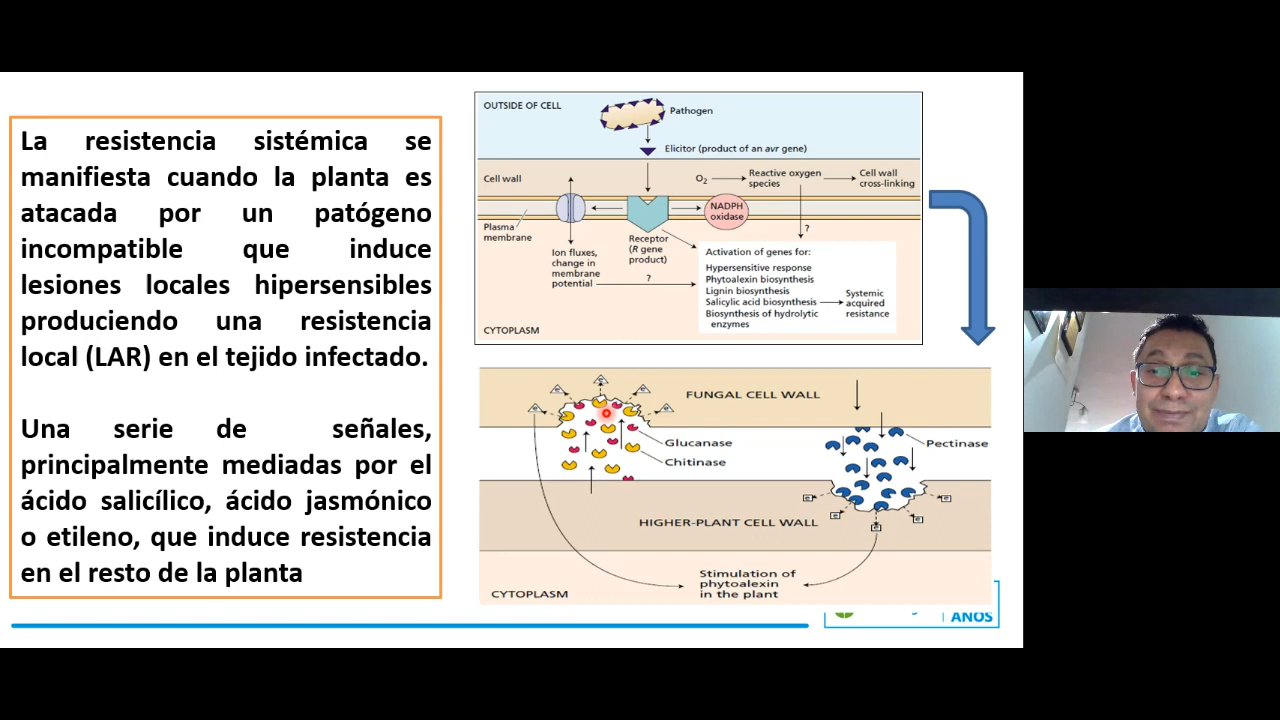 La resistencia sistémica se
manifiesta cuando la planta es
atacada por un patógeno
incompatible que induce
lesiones locales hipersensibles
produciendo una resistencia
local (LAR) en el tejido infectado.
Una serie de señales,
principalmente mediadas por el
ácido salicílico, ácido jasmónico
o etileno, que induce resistencia
en el resto de la planta
OUTSIDE OF CELL
Pathogen
Elicitor (product of an avr gene)
Cell wall
O2
Reactive oxygen
species
Cell wall
cross-linking
NADPH
oxidase
Plasma
membrane
Receptor
(R gene
product)
?
Ion fluxes,
change in
membrane
potential
?
Activation of genes for:
Hypersensitive response
Phytoalexin biosynthesis
Lignin biosynthesis
Salicylic acid biosynthesis
Biosynthesis of hydrolytic
enzymes
Systemic
acquired
resistance
CYTOPLASM
FUNGAL CELL WALL
Glucanase
Chitinase
Pectinase
e
e
e
e
e
e
e
e
e
e
HIGHER-PLANT CELL WALL
Stimulation of
phytoalexin
in the plant
CYTOPLASM
AÑOS